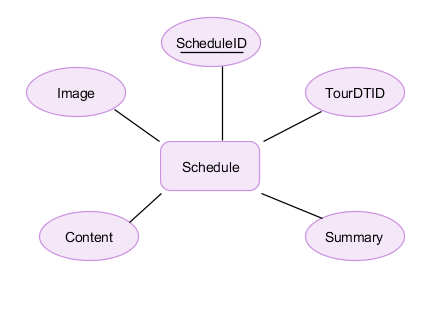 ScheduleID
Image
TourDTID
Schedule
Content
Summary